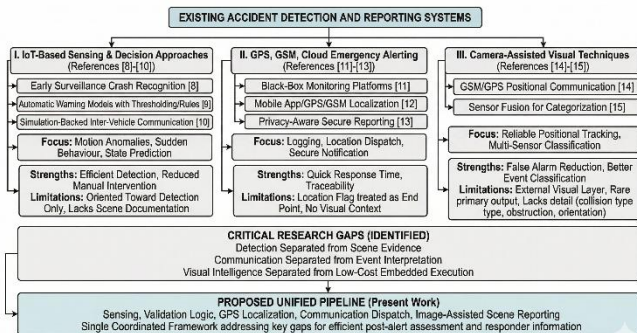 EXISTING ACCIDENT DETECTION AND REPORTING SYSTEMS
I. IoT-Based Sensing & Decision Approaches
(References [8]-[10])
Early Surveillance Crash Recognition [8]
Automatic Warning Models with Thresholding/Rules [9]
Simulation-Backed Inter-Vehicle Communication [10]
Focus: Motion Anomalies, Sudden
Behaviour, State Prediction
Strengths: Efficient Detection, Reduced
Manual Intervention
Limitations: Oriented Toward Detection
Only, Lacks Scene Documentation
II. GPS, GSM, Cloud Emergency Alerting
(References [11]-[13])
Black-Box Monitoring Platforms [11]
Mobile App/GPS/GSM Localization [12]
Privacy-Aware Secure Reporting [13]
Focus: Logging, Location Dispatch,
Secure Notification
Strengths: Quick Response Time,
Traceability
Limitations: Location Flag treated as End
Point, No Visual Context
III. Camera-Assisted Visual Techniques
(References [14]-[15])
GSM/GPS Positional Communication [14]
Sensor Fusion for Categorization [15]
Focus: Reliable Positional Tracking,
Multi-Sensor Classification
Strengths: False Alarm Reduction, Better
Event Classification
Limitations: External Visual Layer, Rare
primary output, Lacks detail (collision type
type, obstruction, orientation)
CRITICAL RESEARCH GAPS (IDENTIFIED)
Detection Separated from Scene Evidence
Communication Separated from Event Interpretation
Visual Intelligence Separated from Low-Cost Embedded Execution
PROPOSED UNIFIED PIPELINE (Present Work)
Sensing, Validation Logic, GPS Localization, Communication Dispatch, Image-Assisted Scene Reporting
Single Coordinated Framework addressing key gaps for efficient post-alert assessment and responder information